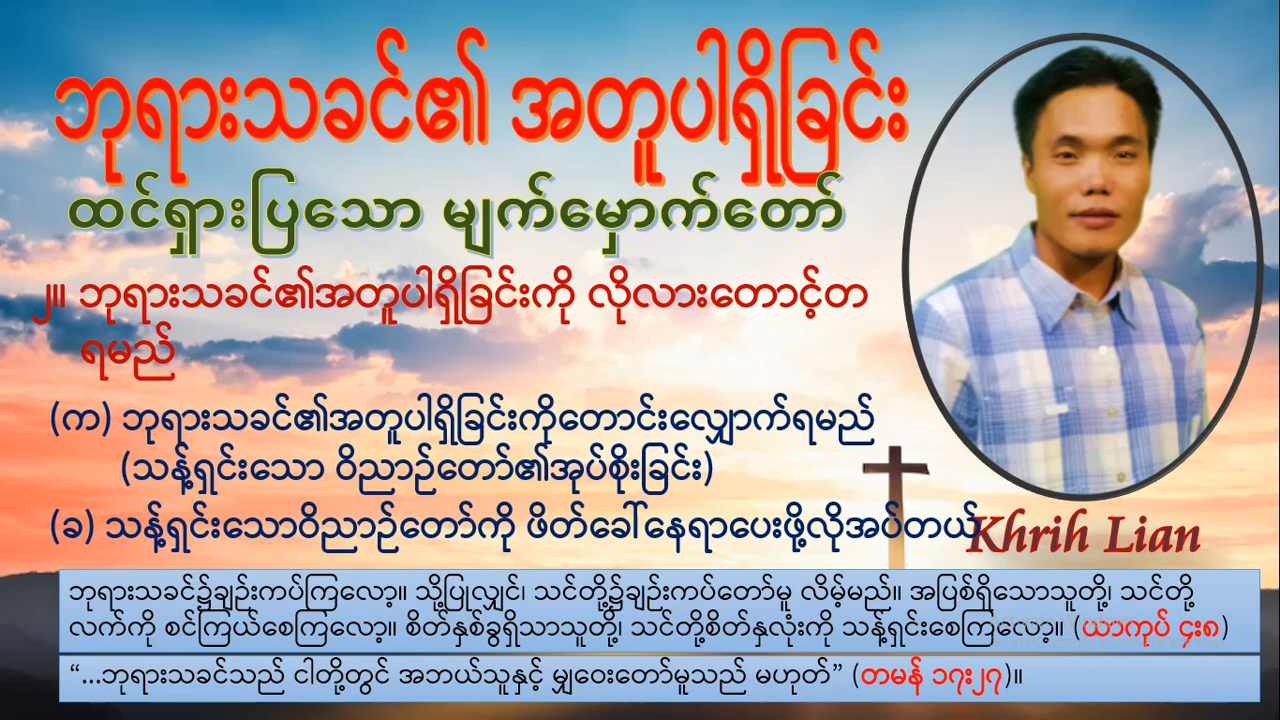 ဘုရားသခင်၏ အတူပါရှိခြင်း
ထင်ရှားပြသော မျက်မှောက်တော်
၂။ ဘုရားသခင်၏အတူပါရှိခြင်းကို လိုလားတောင့်တ
ရမည်
(က) ဘုရားသခင်၏အတူပါရှိခြင်းကိုတောင်းလျှောက်ရမည်
(သန့်ရှင်းသော ဝိညာဉ်တော်၏အုပ်စိုးခြင်း)
(ခ) သန့်ရှင်းသောဝိညာဉ်တော်ကို ဖိတ်ခေါ်နေရာပေးဖို့လိုအပ်တယ်
Khrih Lian
ဘုရားသခင်၌ချဉ်းကပ်ကြလော့။ သို့ပြုလျှင်၊ သင်တို့၌ချဉ်းကပ်တော်မူ လိမ့်မည်။ အပြစ်ရှိသောသူတို့၊ သင်တို့
လက်ကို စင်ကြယ်စေကြလော့။ စိတ်နှစ်ခွရှိသာသူတို့၊ သင်တို့စိတ်နှလုံးကို သန့်ရှင်းစေကြလော့။ (ယာကုပ် ၄း၈)
“...ဘုရားသခင်သည် ငါတို့တွင် အဘယ်သူနှင့် မျှဝေးတော်မူသည် မဟုတ်” (တမန် ၁၇း၂၇)။